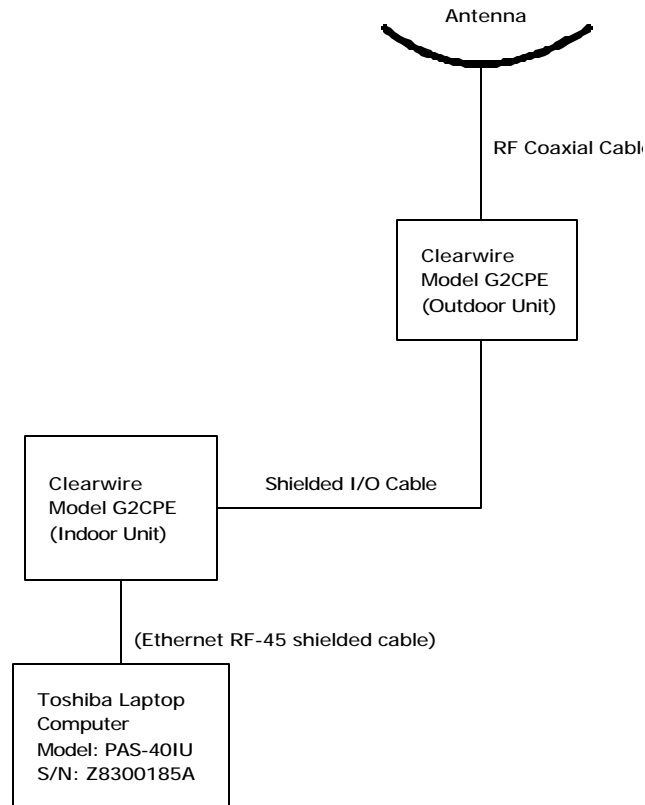 Antenna
RF Coaxial Cabl
Clearwire
Model G2CPE
(Outdoor Unit)
Clearwire
Model G2CPE
(Indoor Unit)
Shielded I/O Cable
(Ethernet RF-45 shielded cable)
Toshiba Laptop
Computer
Model: PAS-40IU
S/N: Z8300185A